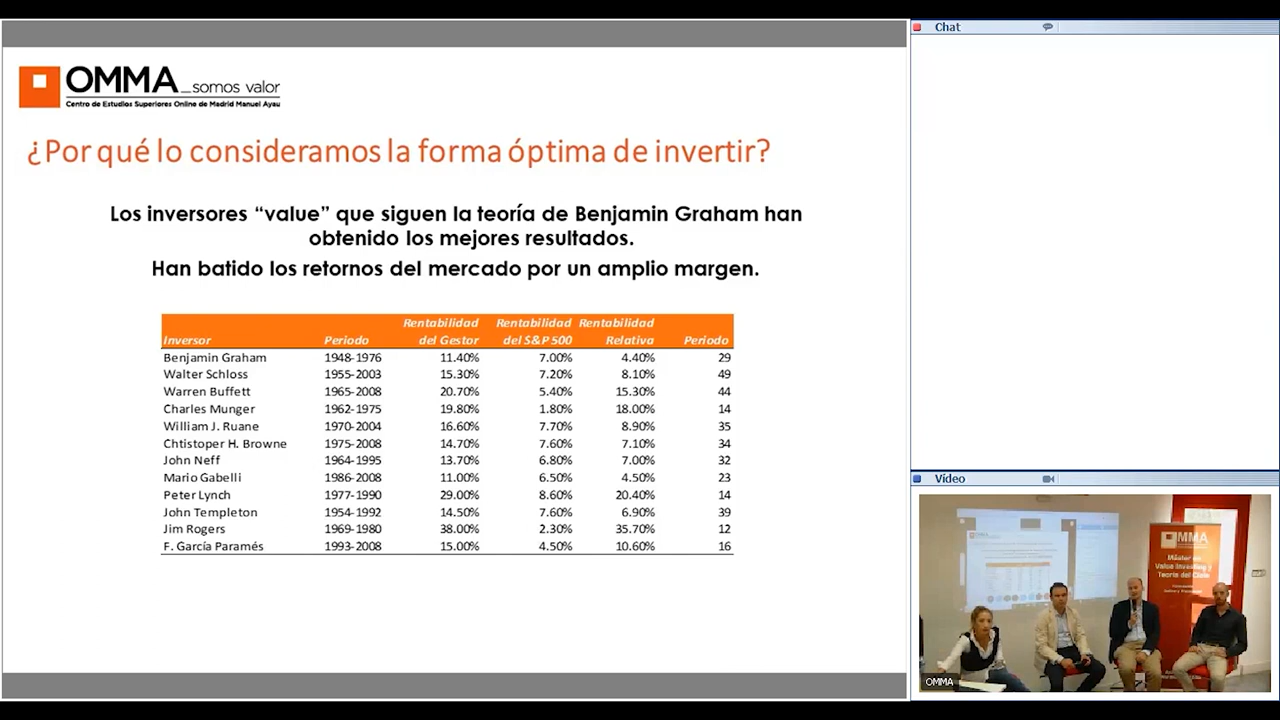 OMMA_somos valor
Centro de Estudios Superiores Online de Madrid Manuel Ayau
¿Por qué lo consideramos la forma óptima de invertir?
Los inversores “value” que siguen la teoría de Benjamin Graham han
obtenido los mejores resultados.
Han batido los retornos del mercado por un amplio margen.
Rentabilidad Rentabilidad Rentabilidad
Inversor Periodo del Gestor del S&P 500 Relativa Periodo
Benjamin Graham 1948-1976 11.40% 7.00% 4.40% 29
Walter Schloss 1955-2003 15.30% 7.20% 8.10% 49
Warren Buffett 1965-2008 20.70% 5.40% 15.30% 44
Charles Munger 1962-1975 19.80% 1.80% 18.00% 14
William J. Ruane 1970-2004 16.60% 7.70% 8.90% 35
Chtistoper H. Browne 1975-2008 14.70% 7.60% 7.10% 34
John Neff 1964-1995 13.70% 6.80% 7.00% 32
Mario Gabelli 1986-2008 11.00% 6.50% 4.50% 23
Peter Lynch 1977-1990 29.00% 8.60% 20.40% 14
John Templeton 1954-1992 14.50% 7.60% 6.90% 39
Jim Rogers 1969-1980 38.00% 2.30% 35.70% 12
F. García Paramés 1993-2008 15.00% 4.50% 10.60% 16
Chat
Vídeo
OMMA
Máster en
Value Investing y
Teoría del Ciclo
OMMA